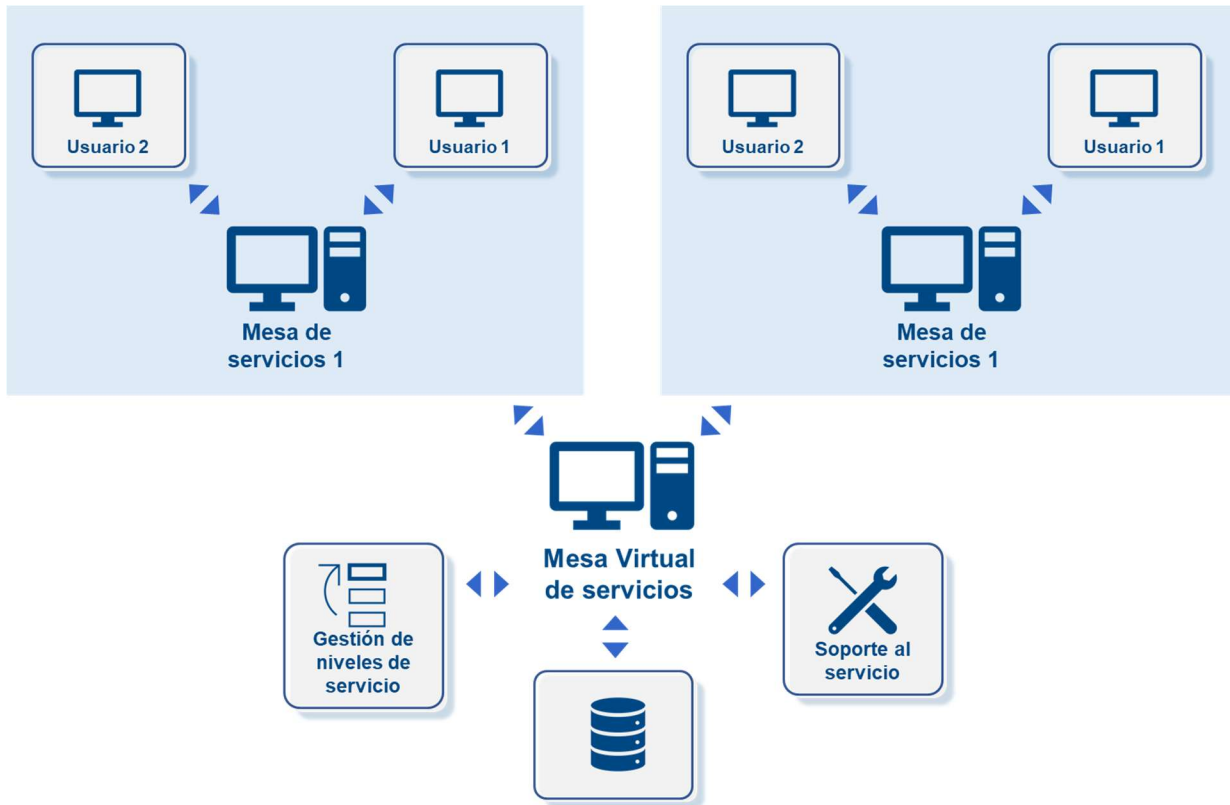 Usuario 2
Usuario 1
Mesa de
servicios 1
Usuario 2
Usuario 1
Mesa de
servicios 1
Mesa Virtual
de servicios
Gestión de
niveles de
servicio
Soporte al
servicio